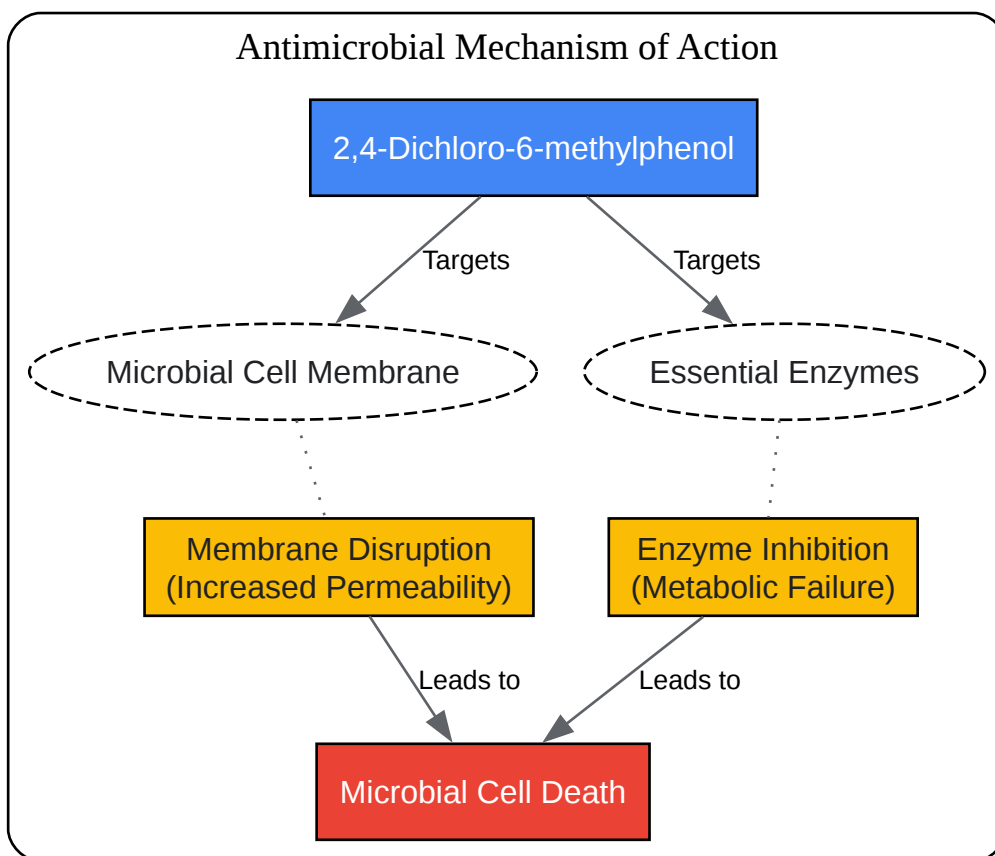 Antimicrobial Mechanism of Action
2,4-Dichloro-6-methylphenol
Targets
Targets
Microbial Cell Membrane
Essential Enzymes
Membrane Disruption
(Increased Permeability)
Enzyme Inhibition
(Metabolic Failure)
Leads to
Leads to
Microbial Cell Death